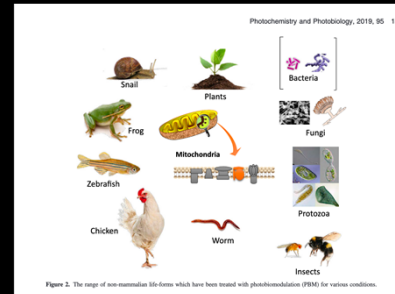 Photochemistry and Photobiology, 2019, 95 1
Snail
Plants
Bacteria
Frog
Fungi
Mitochondria
Zebrafish
Protozoa
Chicken
Worm
Insects
Figure 2. The range of non-mammalian life-forms which have been treated with photobiomodulation (PBM) for various conditions.